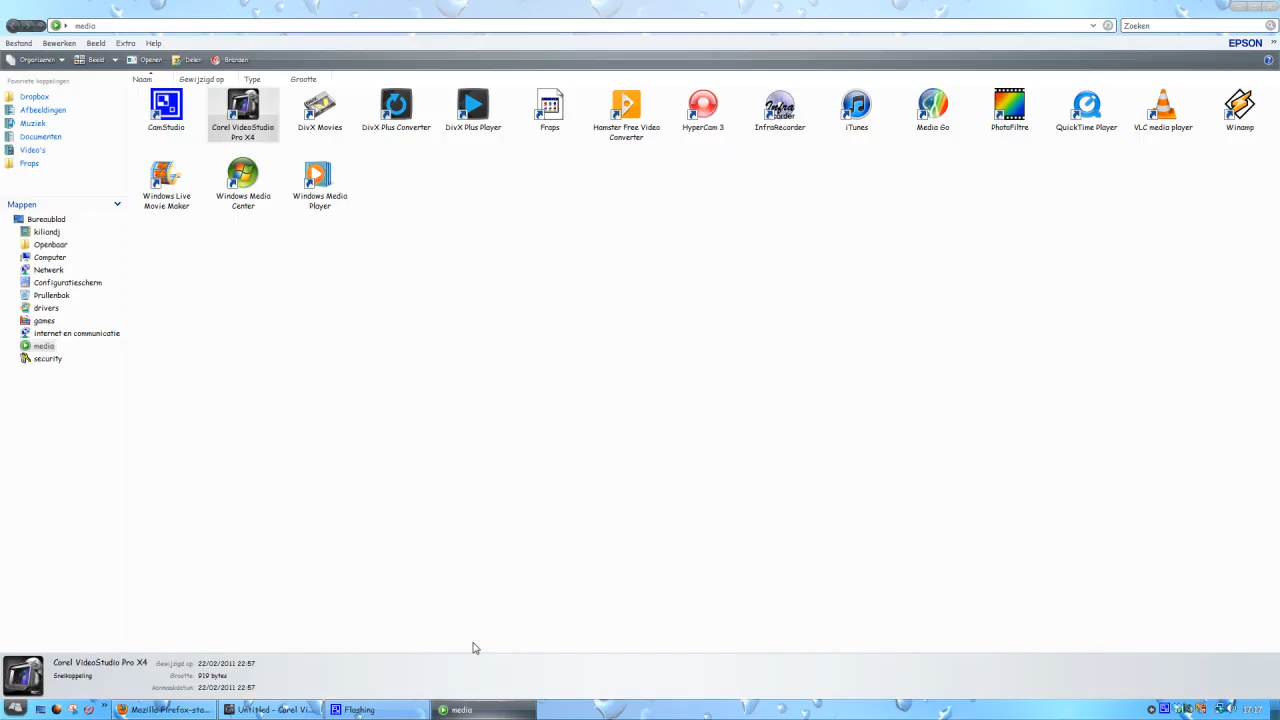 media
Zoeken
Bestand Bewerken Beeld Extra Help
EPSON
Organiseren Beeld Openen Delen Branden
Favoriete koppelingen
Naam Gewijzigd op Type Grootte
Dropbox
Afbeeldingen
Muziek
Documenten
Video's
Fraps
CamStudio
Corel VideoStudio
Pro X4
DivX Movies
DivX Plus Converter
DivX Plus Player
Fraps
Hamster Free Video
Converter
HyperCam 3
InfraRecorder
iTunes
Media Go
PhotoFiltre
QuickTime Player
VLC media player
Winamp
Windows Live
Movie Maker
Windows Media
Center
Windows Media
Player
Mappen
Bureaublad
kiliandj
Openbaar
Computer
Netwerk
Configuratiescherm
Prullenbak
drivers
games
internet en communicatie
media
security
Corel VideoStudio Pro X4
Snelkoppeling
Gewijzigd op: 22/02/2011 22:57
Grootte: 919 bytes
Aanmaakdatum: 22/02/2011 22:57
Mozilla Firefox-sta...
Untitled - Corel Vi...
Flashing
media
17:17